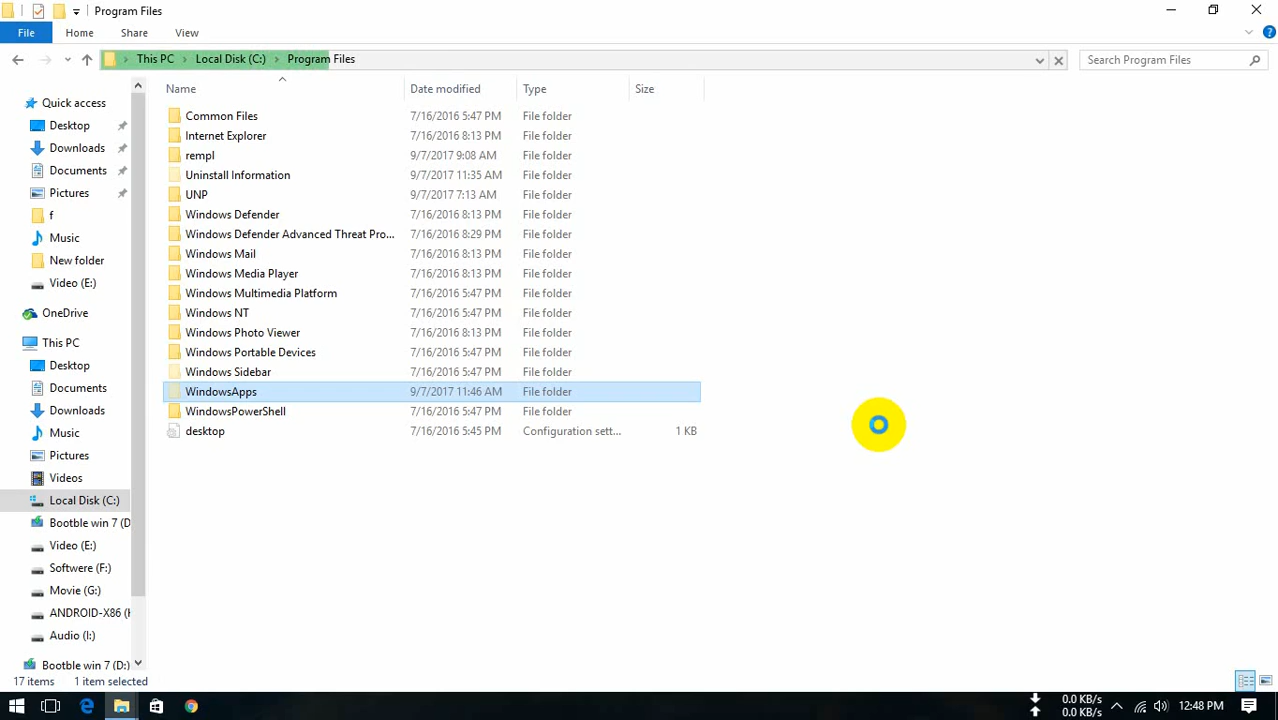 Program Files
File Home Share View
This PC Local Disk (C:) Program Files Search Program Files
Name Date modified Type Size
Quick access
Desktop
Downloads
Documents
Pictures
f
Music
New folder
Video (E:)
OneDrive
This PC
Desktop
Documents
Downloads
Music
Pictures
Videos
Local Disk (C:)
Bootble win 7 (D
Video (E:)
Softwere (F:)
Movie (G:)
ANDROID-X86 (H
Audio (I:)
Bootble win 7 (D:)
Common Files 7/16/2016 5:47 PM File folder
Internet Explorer 7/16/2016 8:13 PM File folder
rempl 9/7/2017 9:08 AM File folder
Uninstall Information 9/7/2017 11:35 AM File folder
UNP 9/7/2017 7:13 AM File folder
Windows Defender 7/16/2016 8:13 PM File folder
Windows Defender Advanced Threat Pro... 7/16/2016 8:29 PM File folder
Windows Mail 7/16/2016 8:13 PM File folder
Windows Media Player 7/16/2016 8:13 PM File folder
Windows Multimedia Platform 7/16/2016 5:47 PM File folder
Windows NT 7/16/2016 5:47 PM File folder
Windows Photo Viewer 7/16/2016 8:13 PM File folder
Windows Portable Devices 7/16/2016 5:47 PM File folder
Windows Sidebar 7/16/2016 5:47 PM File folder
WindowsApps 9/7/2017 11:46 AM File folder
WindowsPowerShell 7/16/2016 5:47 PM File folder
desktop 7/16/2016 5:45 PM Configuration sett... 1 KB
17 items 1 item selected
0.0 KB/s
0.0 KB/s
12:48 PM